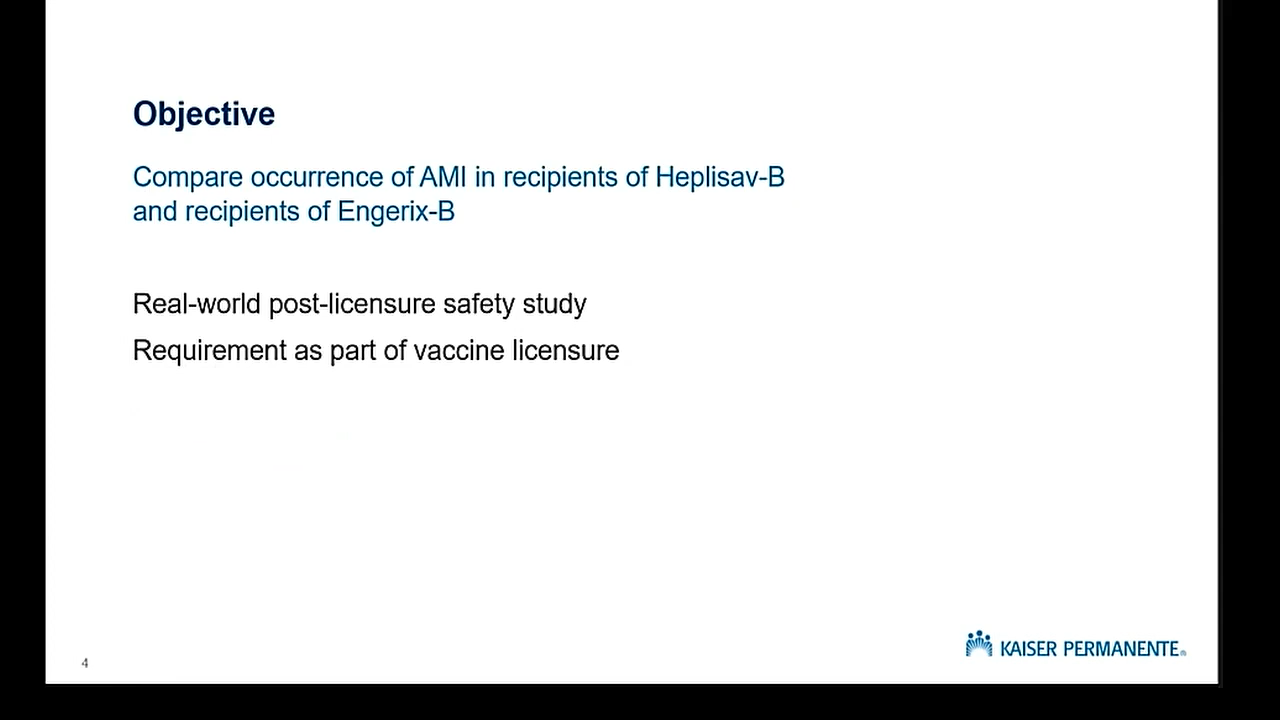 Objective
Compare occurrence of AMI in recipients of Heplisav-B
and recipients of Engerix-B
Real-world post-licensure safety study
Requirement as part of vaccine licensure
4
KAISER PERMANENTE®